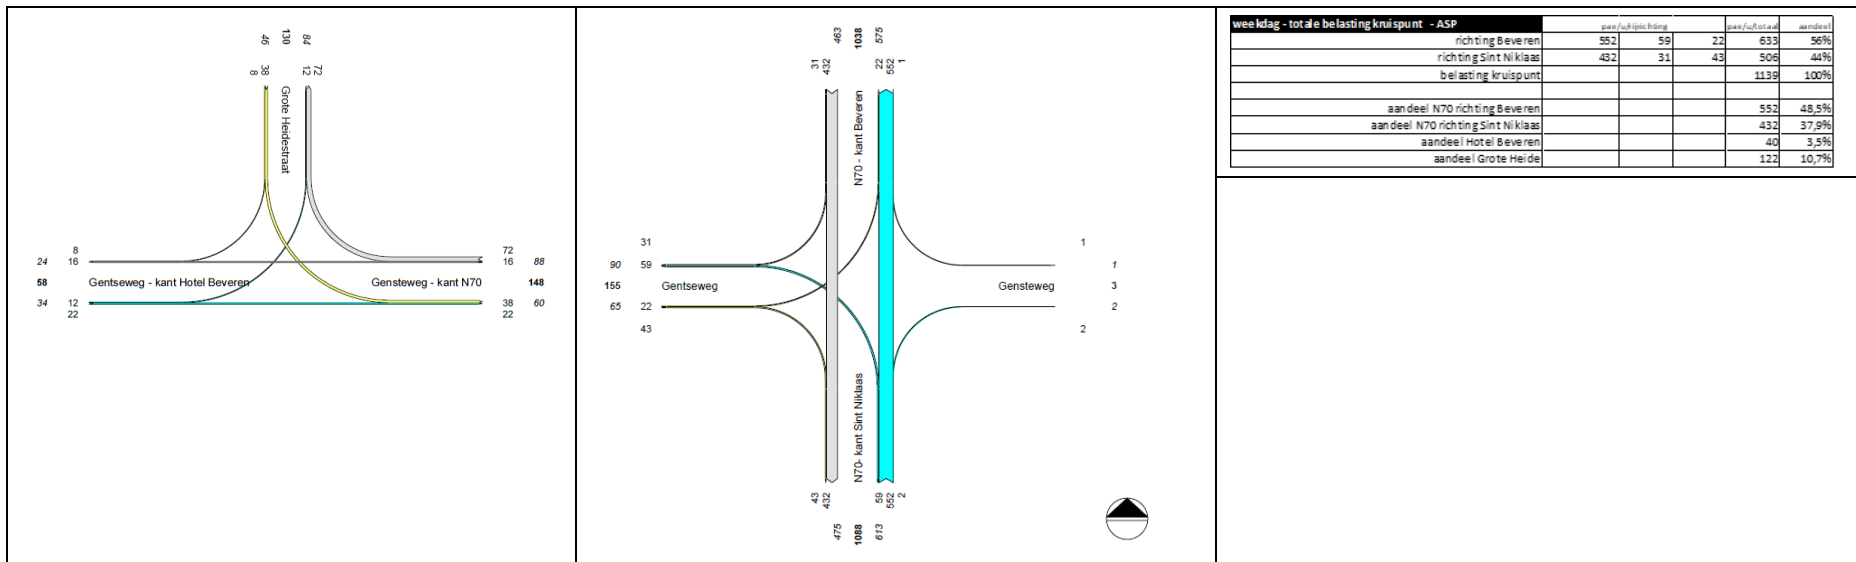 46 130 84
8 38 12 72
Grote Heidestraat
8
24 16
58 Gentseweg - kant Hotel Beveren
34 12
22
72
16 88
Gensteweg - kant N70 148
38 60
22
463 1038 575
31 432 22 552 1
N70 - kant Beveren
31
90 59
155 Gentseweg
65 22
43
1
1
Gensteweg 3
2
2
N70- kant Sint Niklaas
43 432 59 552 2
475 1088 613
weekdag - totale belasting kruispunt - ASP pae/u/rijrichting pae/u/totaal aandeel
richting Beveren 552 59 22 633 56%
richting Sint Niklaas 432 31 43 506 44%
belasting kruispunt 1139 100%
aandeel N70 richting Beveren 552 48,5%
aandeel N70 richting Sint Niklaas 432 37,9%
aandeel Hotel Beveren 40 3,5%
aandeel Grote Heide 122 10,7%